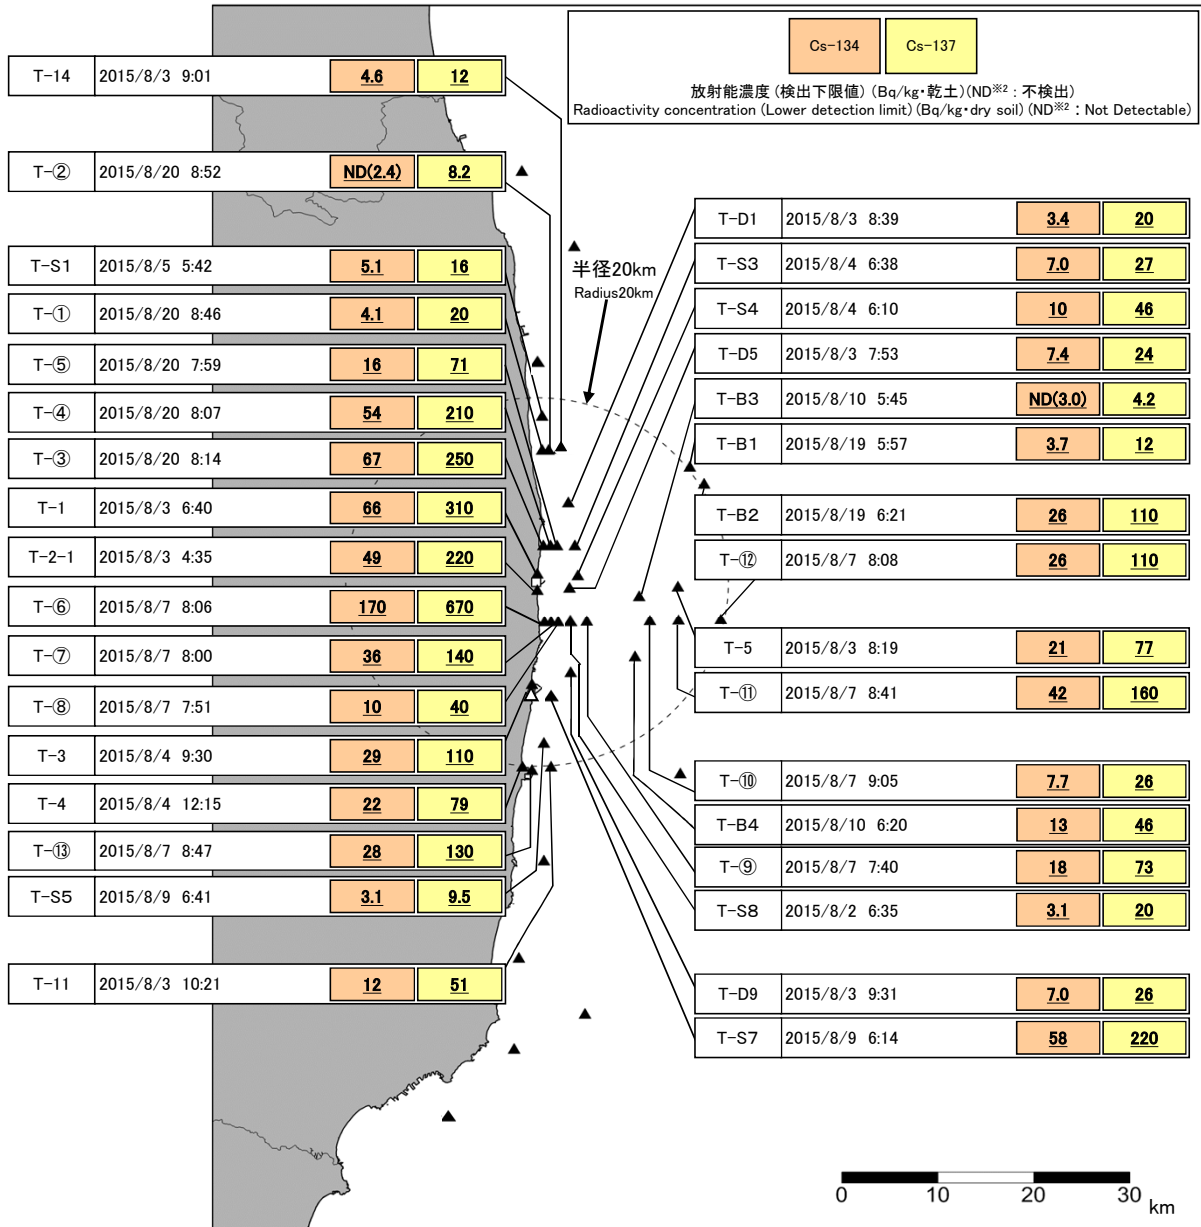 Cs-134 Cs-137
放射能濃度 (検出下限値) (Bq/kg・乾土)(ND※2 : 不検出)
Radioactivity concentration (Lower detection limit) (Bq/kg・dry soil) (ND※2 : Not Detectable)
T-14 2015/8/3 9:01 4.6 12
T-② 2015/8/20 8:52 ND(2.4) 8.2
T-S1 2015/8/5 5:42 5.1 16
T-① 2015/8/20 8:46 4.1 20
T-⑤ 2015/8/20 7:59 16 71
T-④ 2015/8/20 8:07 54 210
T-③ 2015/8/20 8:14 67 250
T-1 2015/8/3 6:40 66 310
T-2-1 2015/8/3 4:35 49 220
T-⑥ 2015/8/7 8:06 170 670
T-⑦ 2015/8/7 8:00 36 140
T-⑧ 2015/8/7 7:51 10 40
T-3 2015/8/4 9:30 29 110
T-4 2015/8/4 12:15 22 79
T-⑬ 2015/8/7 8:47 28 130
T-S5 2015/8/9 6:41 3.1 9.5
T-11 2015/8/3 10:21 12 51
半径20km
Radius20km
T-D1 2015/8/3 8:39 3.4 20
T-S3 2015/8/4 6:38 7.0 27
T-S4 2015/8/4 6:10 10 46
T-D5 2015/8/3 7:53 7.4 24
T-B3 2015/8/10 5:45 ND(3.0) 4.2
T-B1 2015/8/19 5:57 3.7 12
T-B2 2015/8/19 6:21 26 110
T-⑫ 2015/8/7 8:08 26 110
T-5 2015/8/3 8:19 21 77
T-⑪ 2015/8/7 8:41 42 160
T-⑩ 2015/8/7 9:05 7.7 26
T-B4 2015/8/10 6:20 13 46
T-⑨ 2015/8/7 7:40 18 73
T-S8 2015/8/2 6:35 3.1 20
T-D9 2015/8/3 9:31 7.0 26
T-S7 2015/8/9 6:14 58 220
0 10 20 30 km